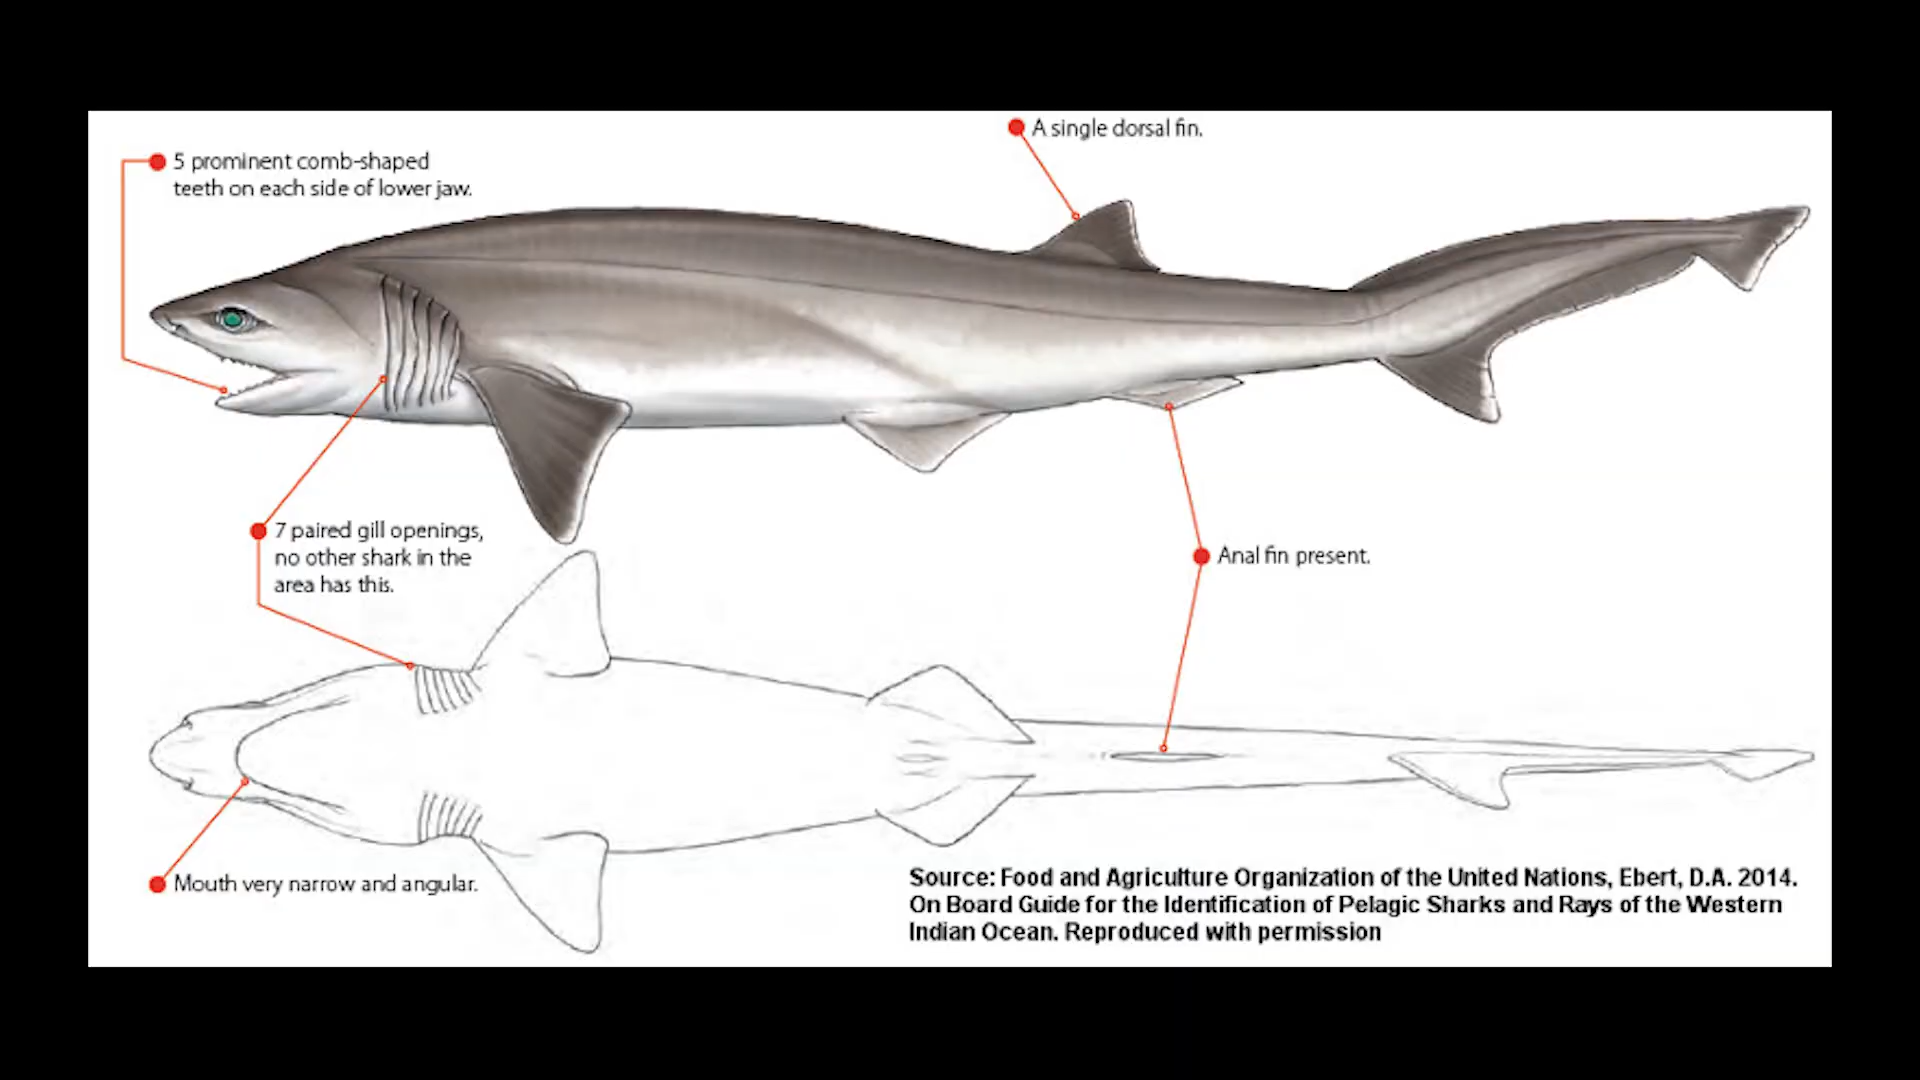 A single dorsal fin.
5 prominent comb-shaped
teeth on each side of lower jaw.
7 paired gill openings,
no other shark in the
area has this.
Anal fin present.
Mouth very narrow and angular.
Source: Food and Agriculture Organization of the United Nations, Ebert, D.A. 2014.
On Board Guide for the Identification of Pelagic Sharks and Rays of the Western
Indian Ocean. Reproduced with permission